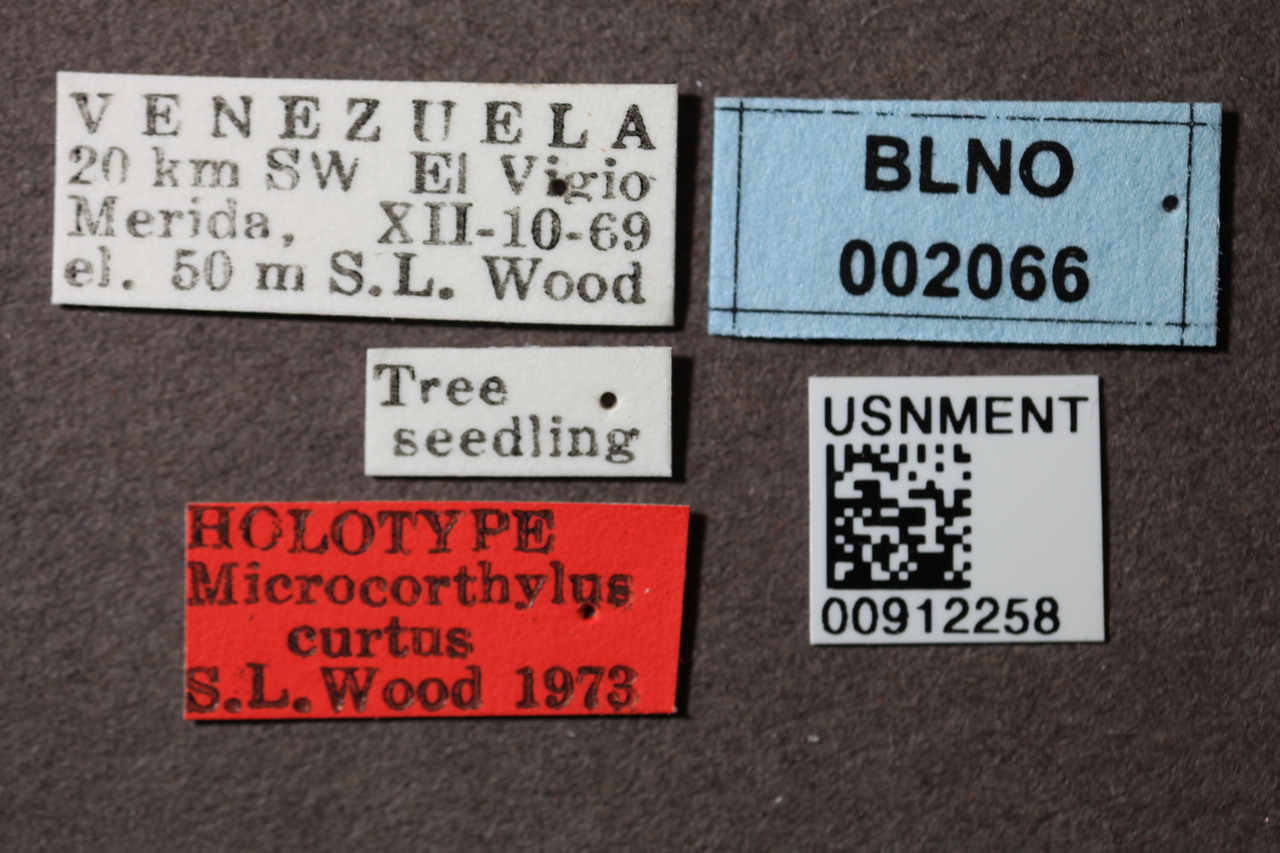 VENEZUELA
20 km SW El Vigio
Merida, XII-10-69
el. 50 m S.L. Wood
BLNO
002066
Tree
seedling
USNMENT
00912258
HOLOTYPE
Microcorthylus
curtus
S.L. Wood 1973